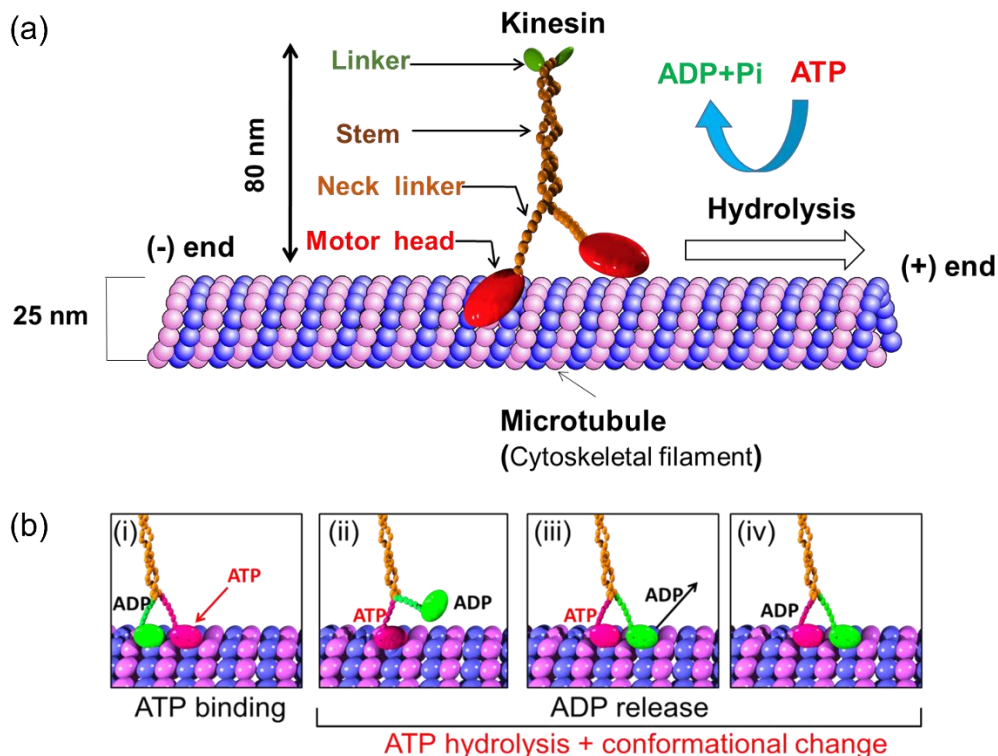 (a)
Kinesin
Linker
ADP+Pi ATP
80 nm
Stem
Neck linker
Hydrolysis
Motor head
(-) end
(+) end
25 nm
Microtubule
(Cytoskeletal filament)
(b)
(i)
ATP
ADP
(ii)
ATP
ADP
(iii)
ATP
ADP
(iv)
ADP
ATP binding
ADP release
ATP hydrolysis + conformational change